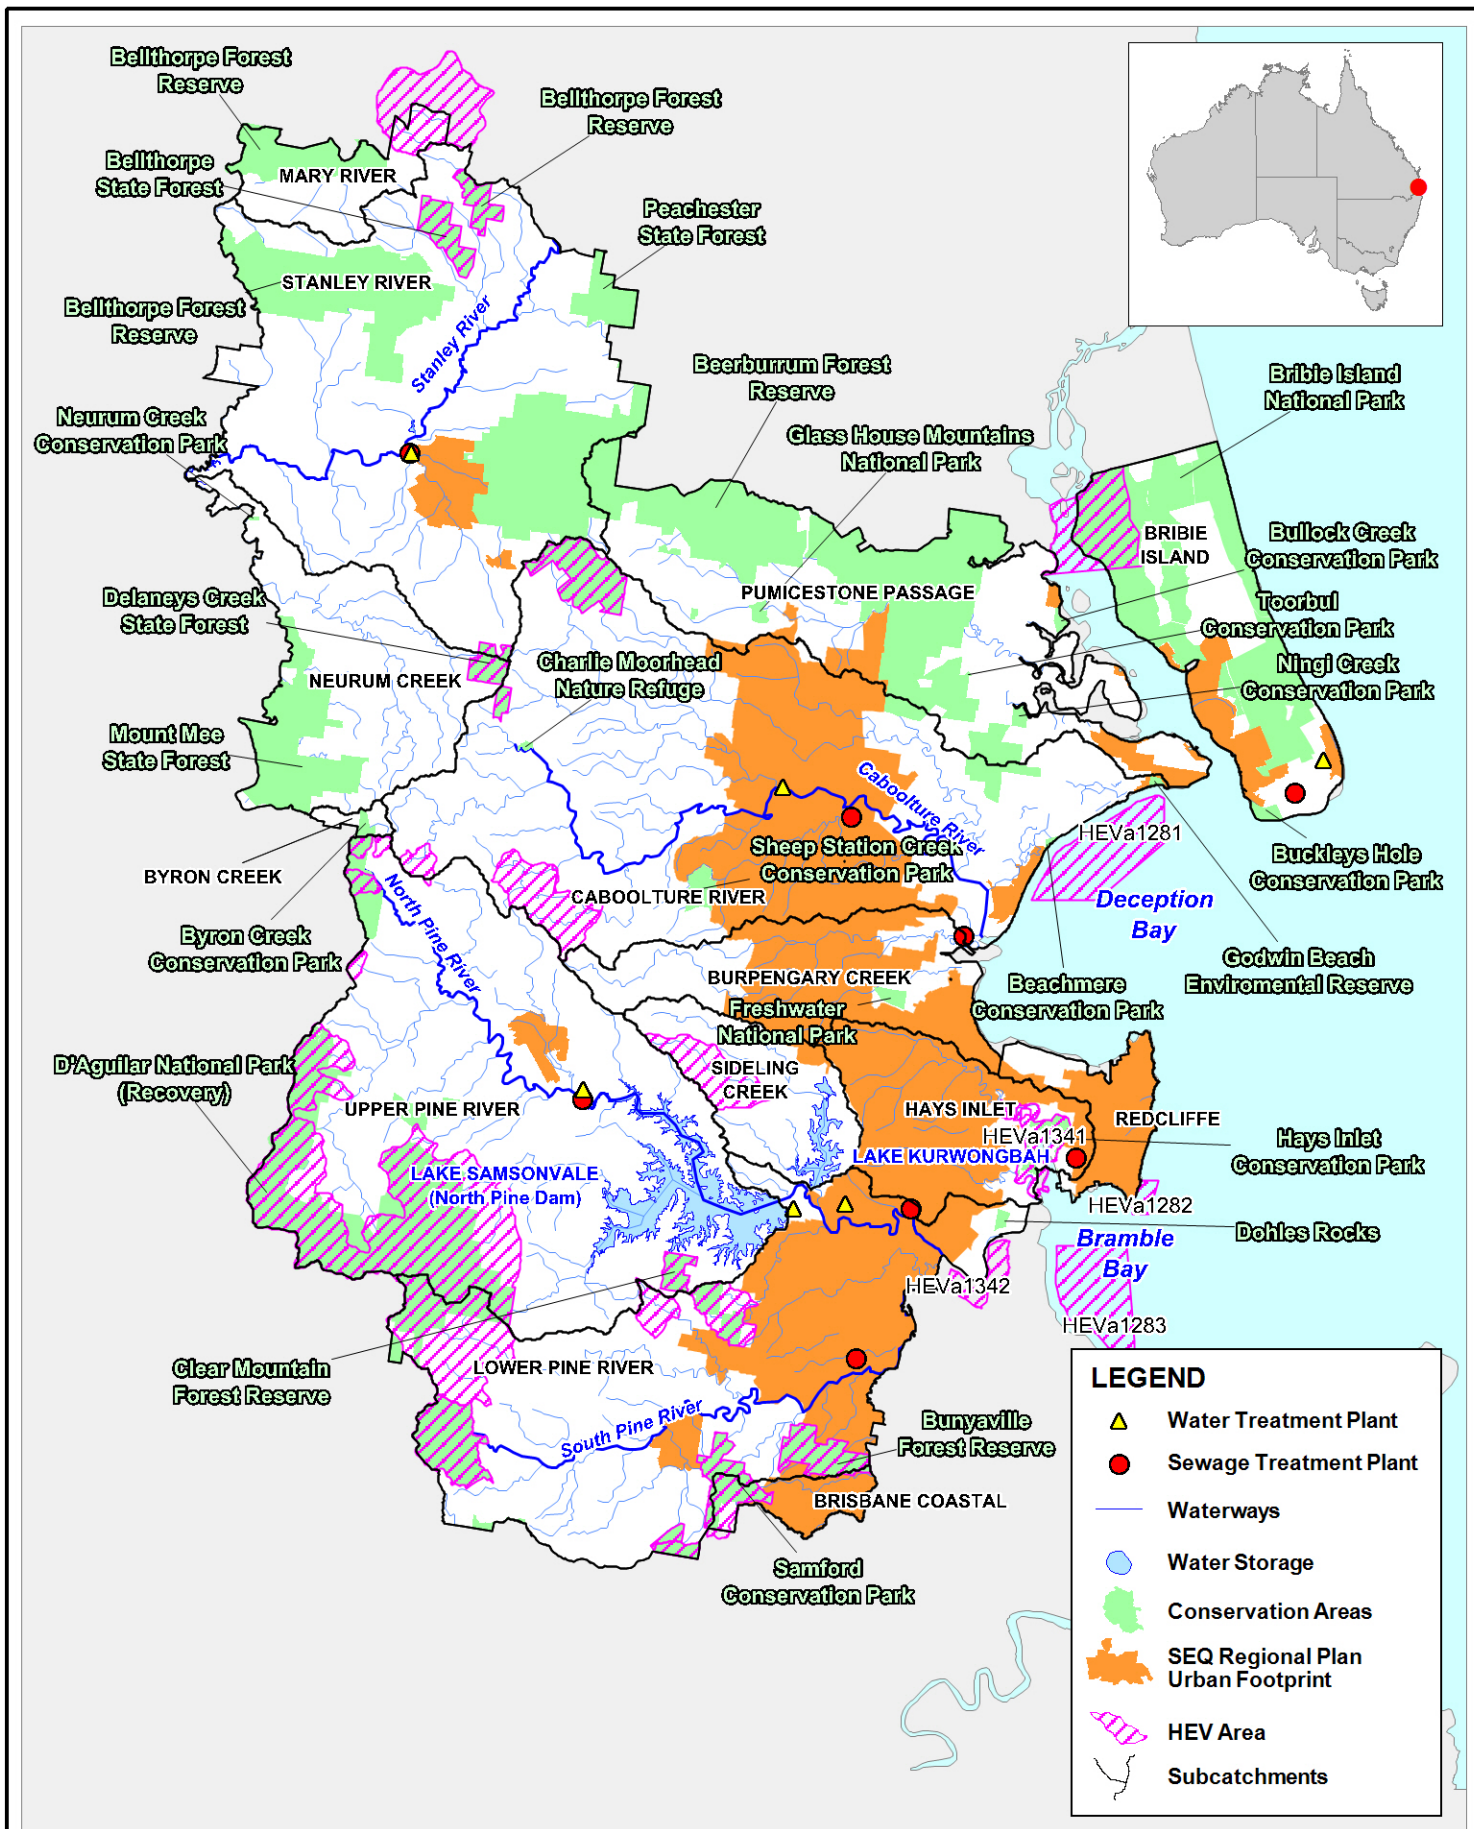 Bellthorpe Forest
Reserve
Bellthorpe Forest
Reserve
Bellthorpe
State Forest
MARY RIVER
Peachester
State Forest
STANLEY RIVER
Bellthorpe Forest
Reserve
Stanley River
Beerburrum Forest
Reserve
Bribie Island
National Park
Neurum Creek
Conservation Park
Glass House Mountains
National Park
BRIBIE
ISLAND
Bullock Creek
Conservation Park
PUMICESTONE PASSAGE
Delaneys Creek
State Forest
Toorbul
Conservation Park
Charlie Moorhead
Nature Refuge
NEURUM CREEK
Ningi Creek
Conservation Park
Mount Mee
State Forest
Caboolture River
HEVa1281
Sheep Station Creek
Conservation Park
Buckleys Hole
Conservation Park
BYRON CREEK
North Pine River
CABOOLTURE RIVER
Deception
Bay
Byron Creek
Conservation Park
BURPENGARY CREEK
Godwin Beach
Enviromental Reserve
Beachmere
Conservation Park
Freshwater
National Park
D'Aguilar National Park
(Recovery)
SIDELING
CREEK
UPPER PINE RIVER
HAYS INLET
REDCLIFFE
HEVa1341
Hays Inlet
Conservation Park
LAKE KURWONGBAH
LAKE SAMSONVALE
(North Pine Dam)
HEVa1282
Dohles Rocks
Bramble
Bay
HEVa1342
HEVa1283
Clear Mountain
Forest Reserve
LOWER PINE RIVER
South Pine River
Bunyaville
Forest Reserve
BRISBANE COASTAL
Samford
Conservation Park
LEGEND
Water Treatment Plant
Sewage Treatment Plant
Waterways
Water Storage
Conservation Areas
SEQ Regional Plan
Urban Footprint
HEV Area
Subcatchments